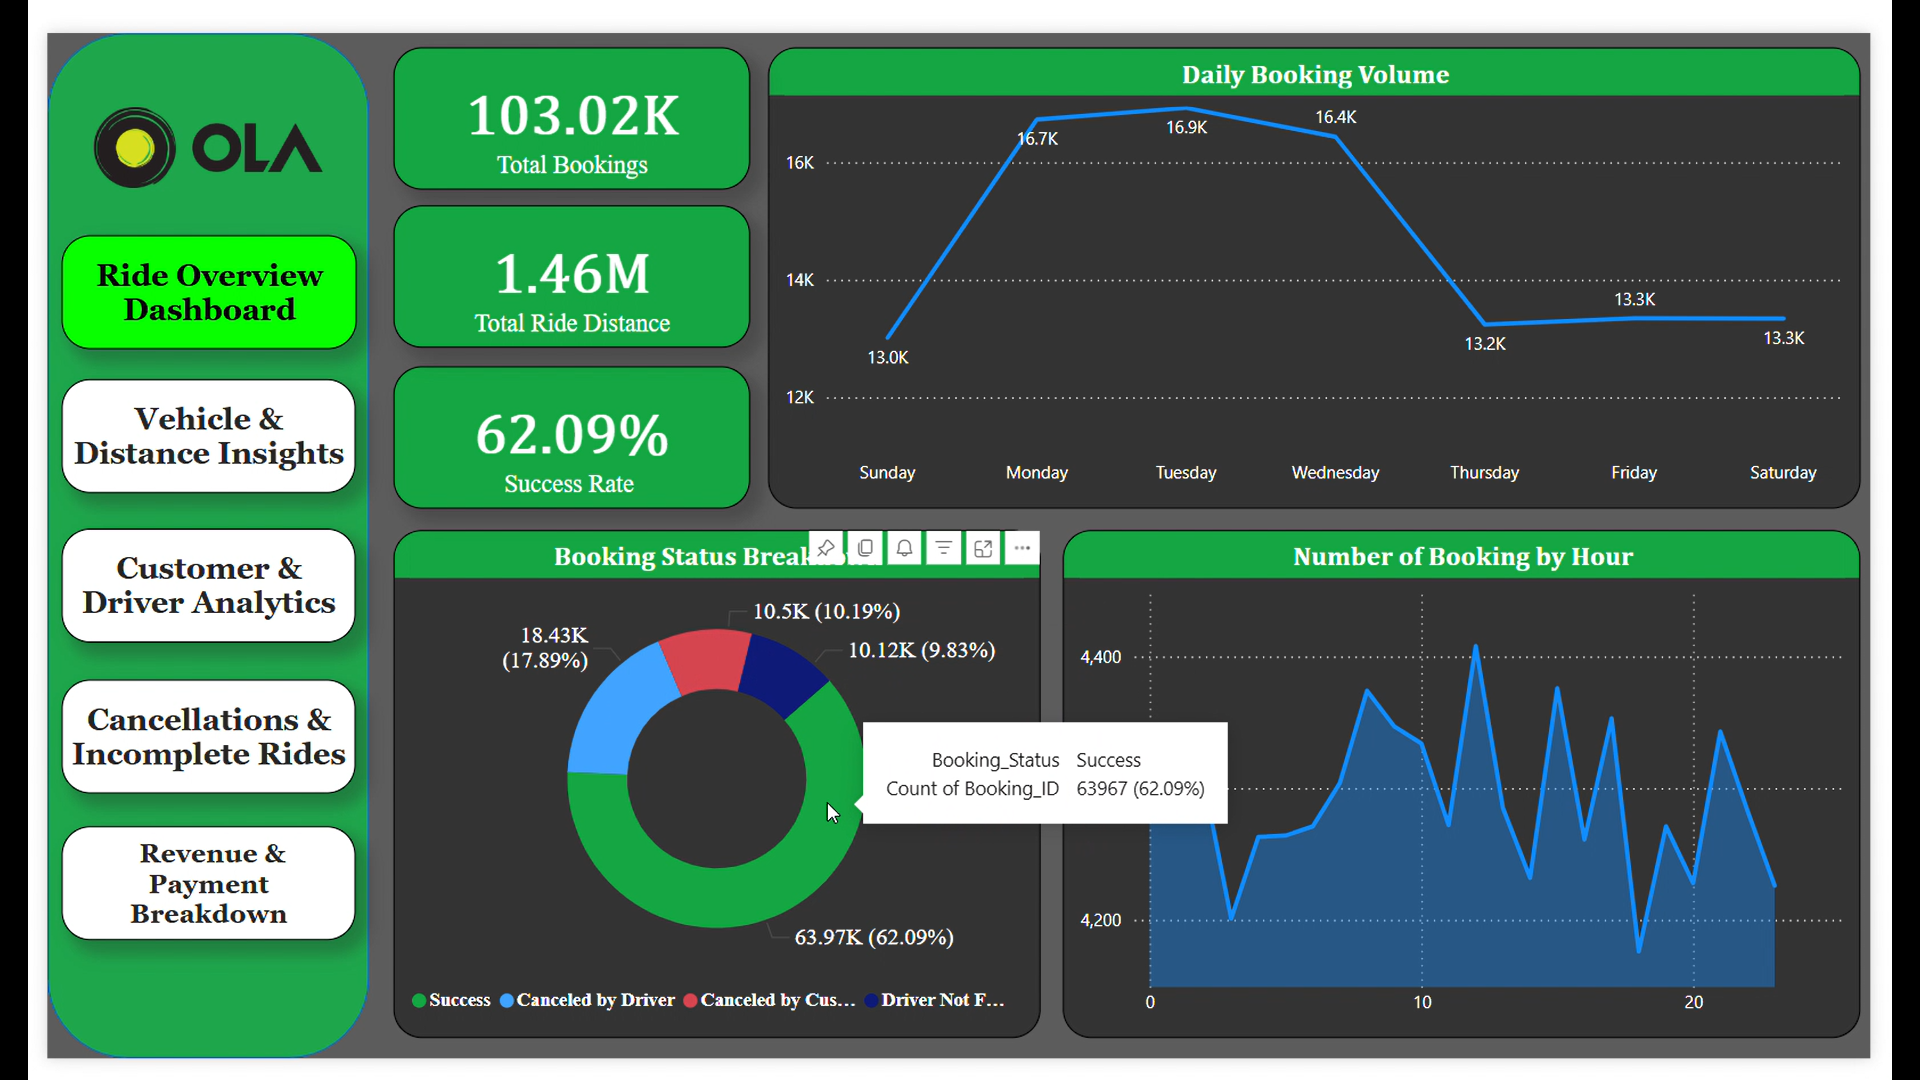 OLA
Ride Overview
Dashboard
Vehicle &
Distance Insights
Customer &
Driver Analytics
Cancellations &
Incomplete Rides
Revenue &
Payment
Breakdown
103.02K
Total Bookings
1.46M
Total Ride Distance
62.09%
Success Rate
Daily Booking Volume
16K
14K
12K
13.0K
16.7K
16.9K
16.4K
13.2K
13.3K
13.3K
Sunday Monday Tuesday Wednesday Thursday Friday Saturday
Booking Status
10.5K (10.19%)
18.43K
(17.89%)
10.12K (9.83%)
63.97K (62.09%)
Booking_Status Success
Count of Booking_ID 63967 (62.09%)
Success Canceled by Driver Canceled by Cus... Driver Not F...
Number of Booking by Hour
4,400
4,200
0 10 20